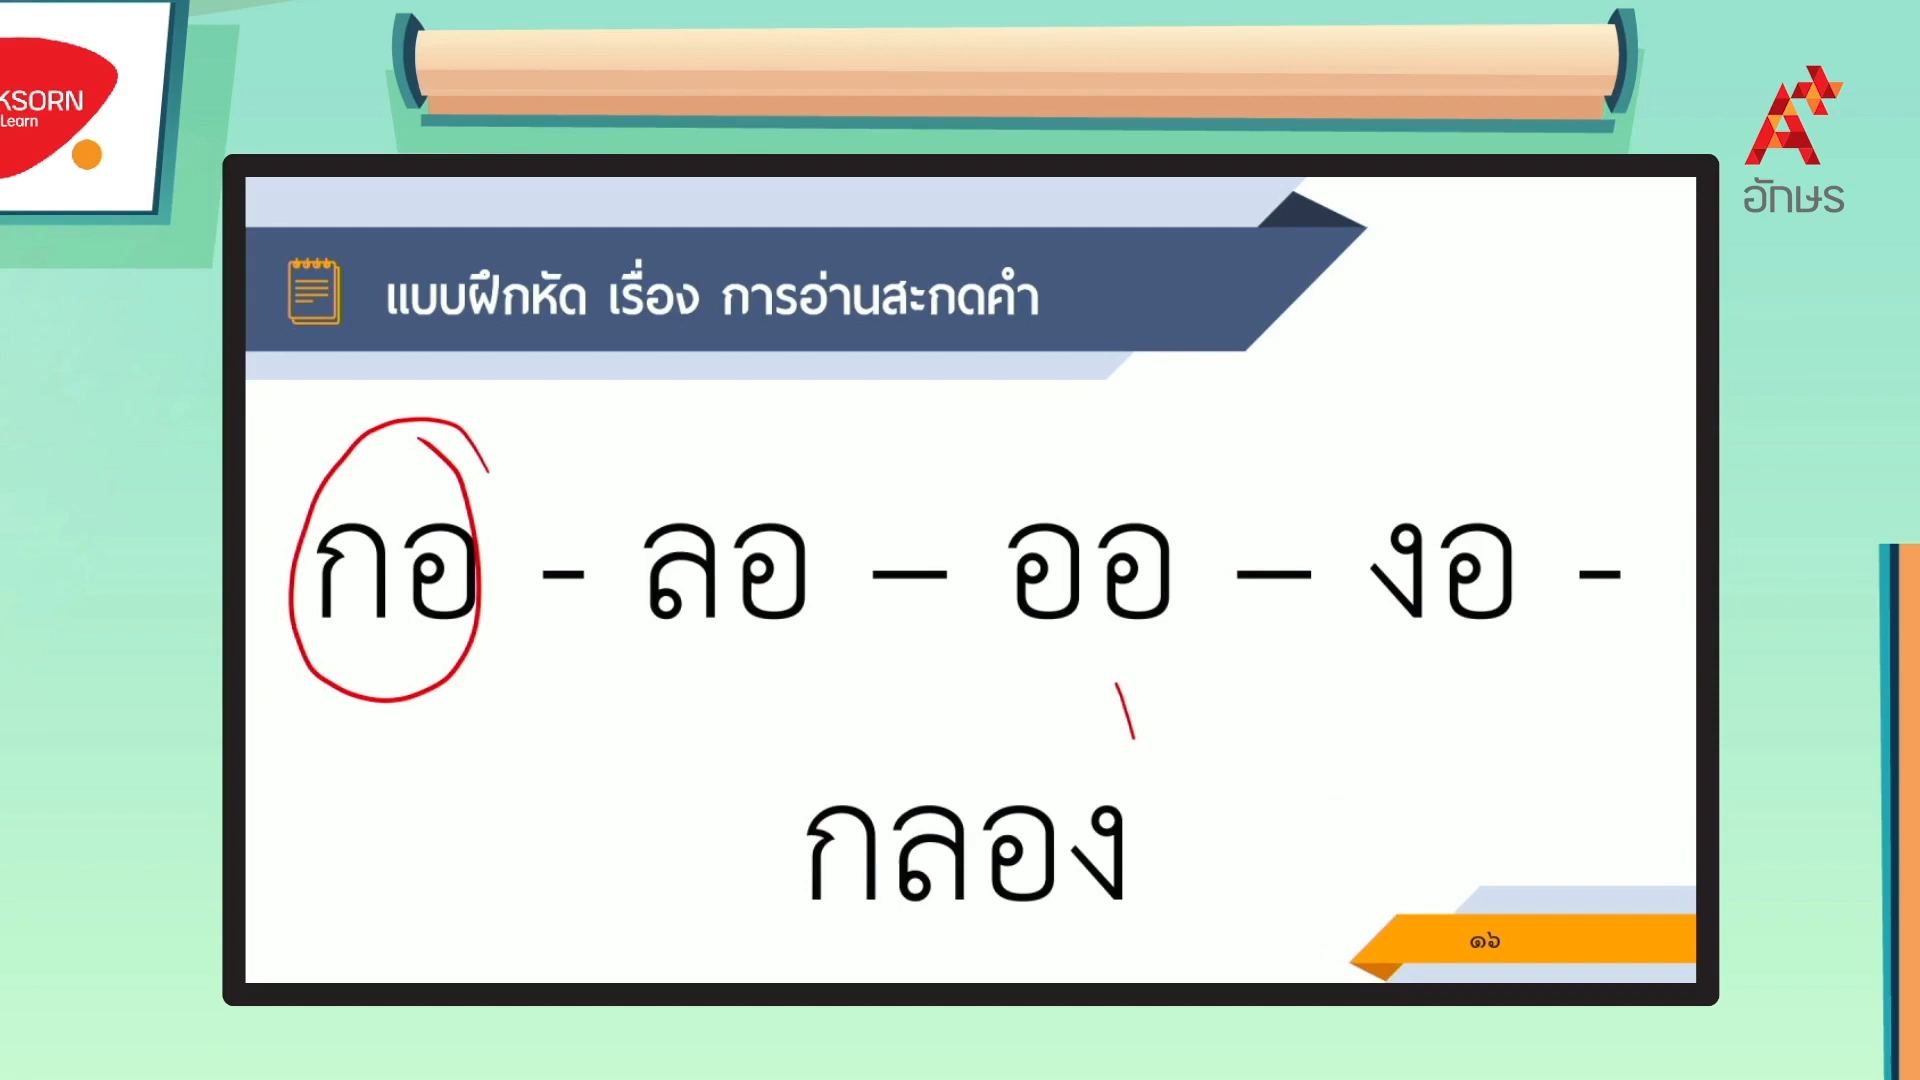 KSORN
Learn
อักษร
แบบฝึกหัด เรื่อง การอ่านสะกดคำ
กอ - ลอ – ออ – งอ -
กลอง
๑๖